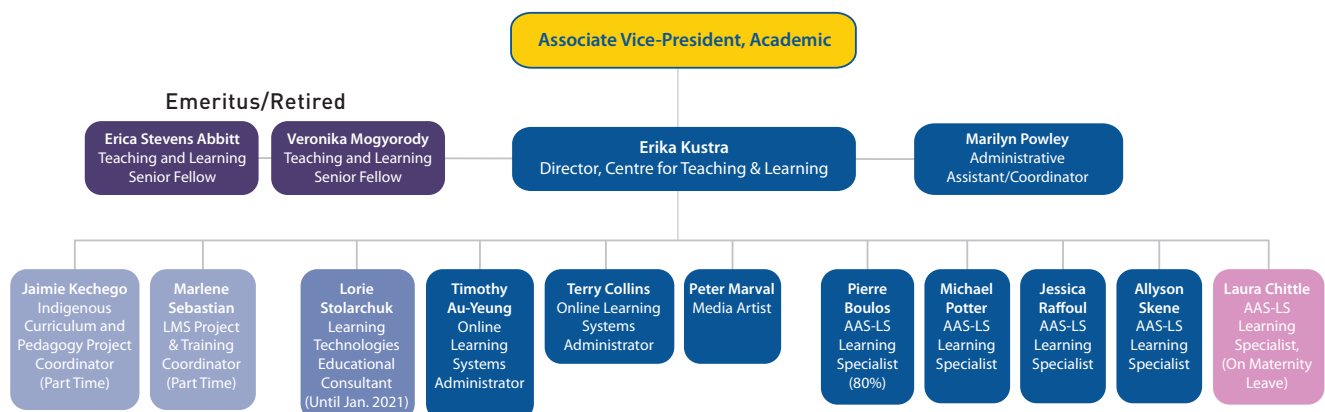 Associate Vice-President, Academic
Emeritus/Retired
Erica Stevens Abbitt
Teaching and Learning
Senior Fellow
Veronika Mogyorody
Teaching and Learning
Senior Fellow
Erika Kustra
Director, Centre for Teaching & Learning
Marilyn Powley
Administrative
Assistant/Coordinator
Jaimie Kechego
Indigenous
Curriculum and
Pedagogy Project
Coordinator
(Part Time)
Marlene
Sebastian
LMS Project
& Training
Coordinator
(Part Time)
Lorie
Stolarchuk
Learning
Technologies
Educational
Consultant
(Until Jan. 2021)
Timothy
Au-Yeung
Online
Learning
Systems
Administrator
Terry Collins
Online Learning
Systems
Administrator
Peter Marval
Media Artist
Pierre
Boulos
AAS-LS
Learning
Specialist
(80%)
Michael
Potter
AAS-LS
Learning
Specialist
Jessica
Raffoul
AAS-LS
Learning
Specialist
Allyson
Skene
AAS-LS
Learning
Specialist
Laura Chittle
AAS-LS
Learning
Specialist,
(On Maternity
Leave)